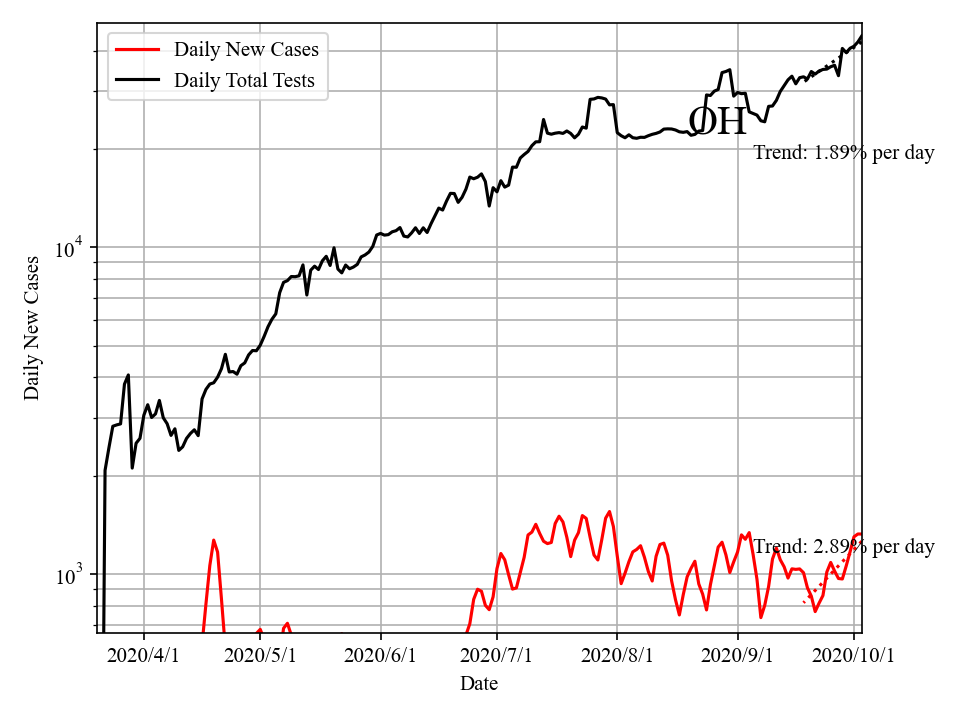 Daily New Cases
Daily Total Tests
OH
Trend: 1.89% per day
10^4
Daily New Cases
Trend: 2.89% per day
10^3
2020/4/1 2020/5/1 2020/6/1 2020/7/1 2020/8/1 2020/9/1 2020/10/1
Date